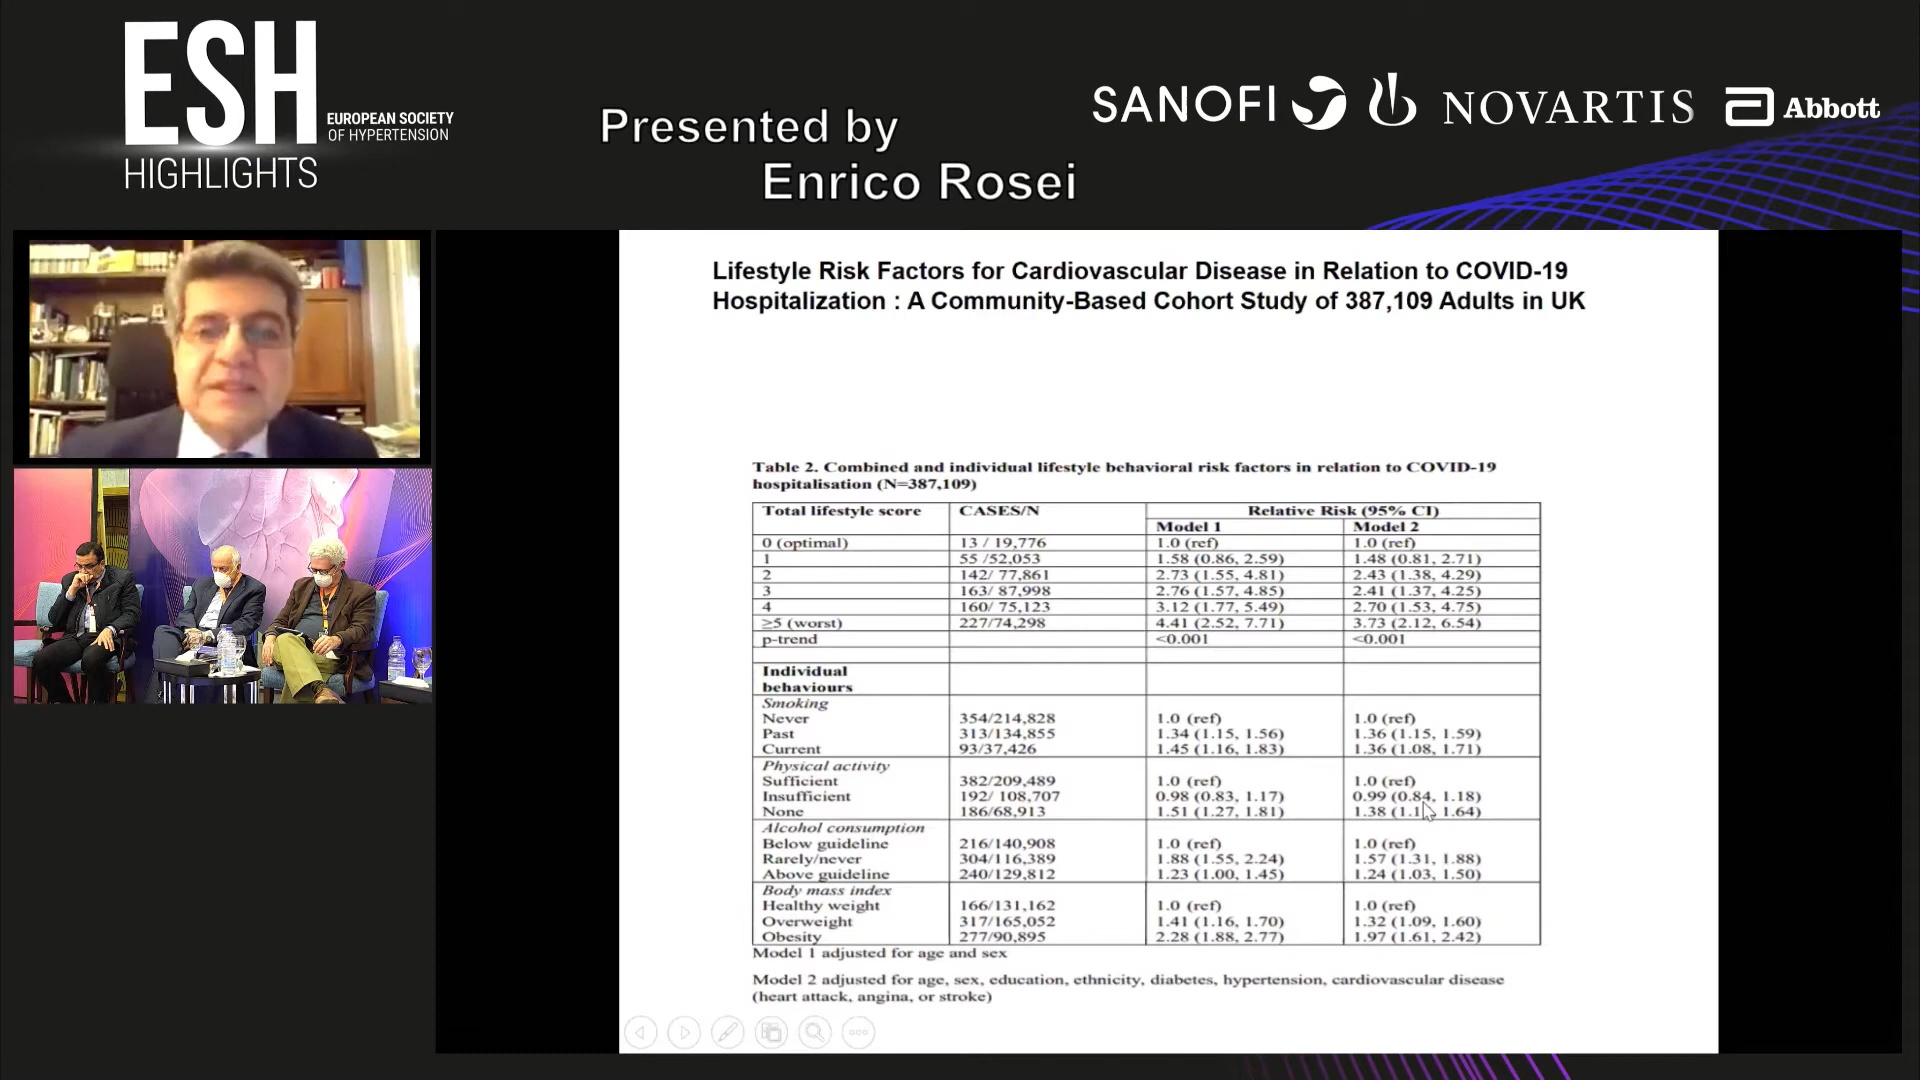 ESH
EUROPEAN SOCIETY
OF HYPERTENSION
HIGHLIGHTS
Presented by
Enrico Rosei
SANOFI
NOVARTIS
Abbott
Lifestyle Risk Factors for Cardiovascular Disease in Relation to COVID-19
Hospitalization : A Community-Based Cohort Study of 387,109 Adults in UK
Table 2. Combined and individual lifestyle behavioral risk factors in relation to COVID-19
hospitalisation (N=387,109)
Total lifestyle score CASES/N Relative Risk (95% CI)
Model 1 Model 2
0 (optimal) 13 / 19,776 1.0 (ref) 1.0 (ref)
1 55 /52,053 1.58 (0.86, 2.59) 1.48 (0.81, 2.71)
2 142/ 77,861 2.73 (1.55, 4.81) 2.43 (1.38, 4.29)
3 163/ 87,998 2.76 (1.57, 4.85) 2.41 (1.37, 4.25)
4 160/ 75,123 3.12 (1.77, 5.49) 2.70 (1.53, 4.75)
≥5 (worst) 227/74,298 4.41 (2.52, 7.71) 3.73 (2.12, 6.54)
p-trend <0.001 <0.001
Individual
behaviours
Smoking
Never 354/214,828 1.0 (ref) 1.0 (ref)
Past 313/134,855 1.34 (1.15, 1.56) 1.36 (1.15, 1.59)
Current 93/37,426 1.45 (1.16, 1.83) 1.36 (1.08, 1.71)
Physical activity
Sufficient 382/209,489 1.0 (ref) 1.0 (ref)
Insufficient 192/ 108,707 0.98 (0.83, 1.17) 0.99 (0.84, 1.18)
None 186/68,913 1.51 (1.27, 1.81) 1.38 1.64)
Alcohol consumption
Below guideline 216/140,908 1.0 (ref) 1.0 (ref)
Rarely/never 304/116,389 1.88 (1.55, 2.24) 1.57 (1.31, 1.88)
Above guideline 240/129,812 1.23 (1.00, 1.45) 1.24 (1.03, 1.50)
Body mass index
Healthy weight 166/131,162 1.0 (ref) 1.0 (ref)
Overweight 317/165,052 1.41 (1.16, 1.70) 1.32 (1.09, 1.60)
Obesity 277/90,895 2.28 (1.88, 2.77) 1.97 (1.61, 2.42)
Model 1 adjusted for age and sex
Model 2 adjusted for age, sex, education, ethnicity, diabetes, hypertension, cardiovascular disease
(heart attack, angina, or stroke)